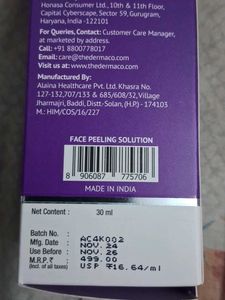 Honasa Consumer Ltd., 10th & 11th Floor,
Capital Cyberscape, Sector 59, Gurugram,
Haryana, India -122101
For Queries, Contact: Customer Care Manager,
at marketing by address.
Call: +91 8800778017
Email: care@thedermaco.com
Visit: www.thedermaco.com
Manufactured By:
Alaina Healthcare Pvt. Ltd. Khasra No.
127-132,707/133 & 685/608/32, Village
Jharmajri, Baddi, Distt-Solan, (H.P.) - 174103
M.: HIM/COS/16/227
FACE PEELING SOLUTION
8 906087 775706
MADE IN INDIA
Net Content: 30 ml
Batch No. AC4K002
Mfg. Date NOV.24
Use Before NOV.26
M.R.P.₹ 499.00
(Incl. of all taxes) USP ₹16.64/ml